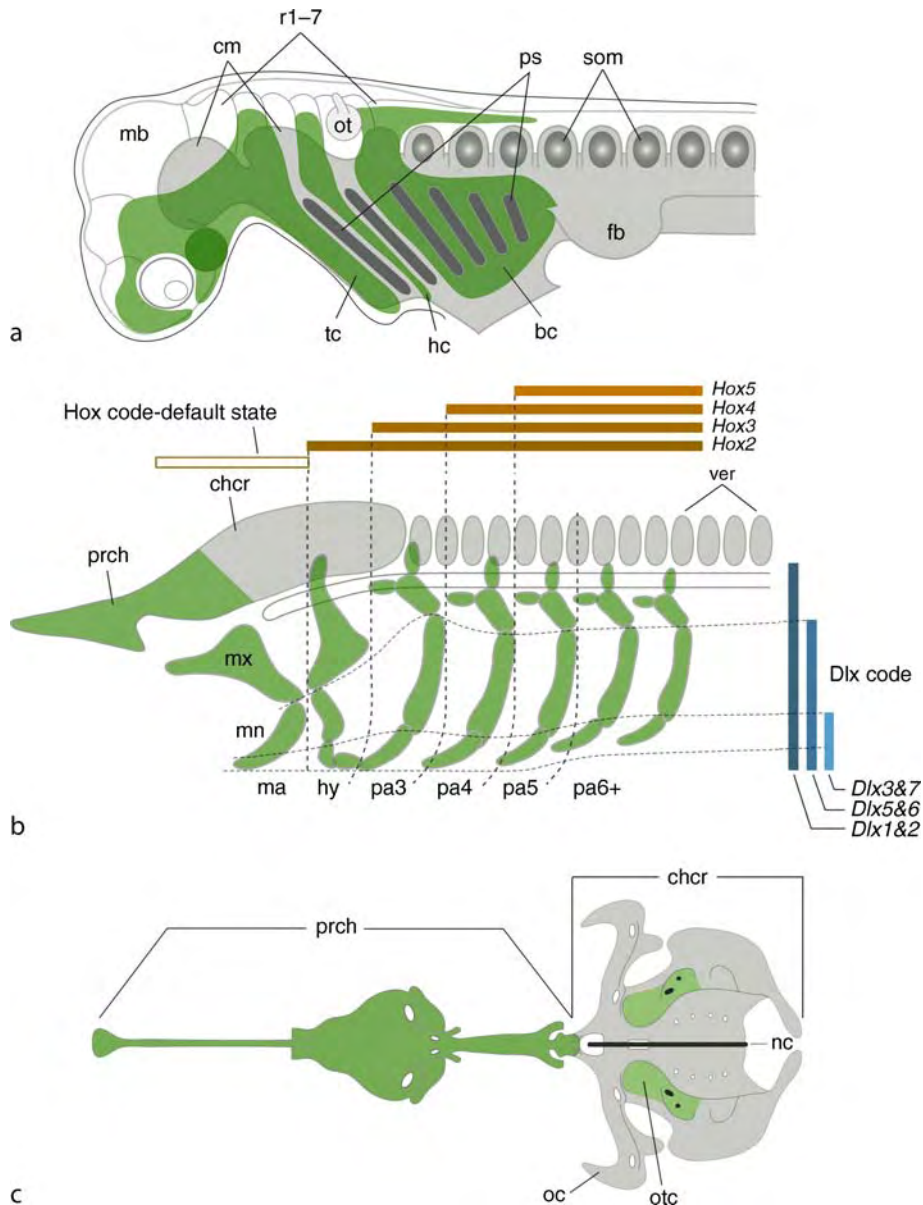 r1–7
cm
ps
som
mb
ot
fb
tc
hc
bc
a
Hox5
Hox4
Hox3
Hox2
Hox code-default state
chcr
ver
prch
mx
Dlx code
mn
ma hy pa3 pa4 pa5 pa6+
Dlx3&7
Dlx5&6
Dlx1&2
b
chcr
prch
nc
oc
otc
c